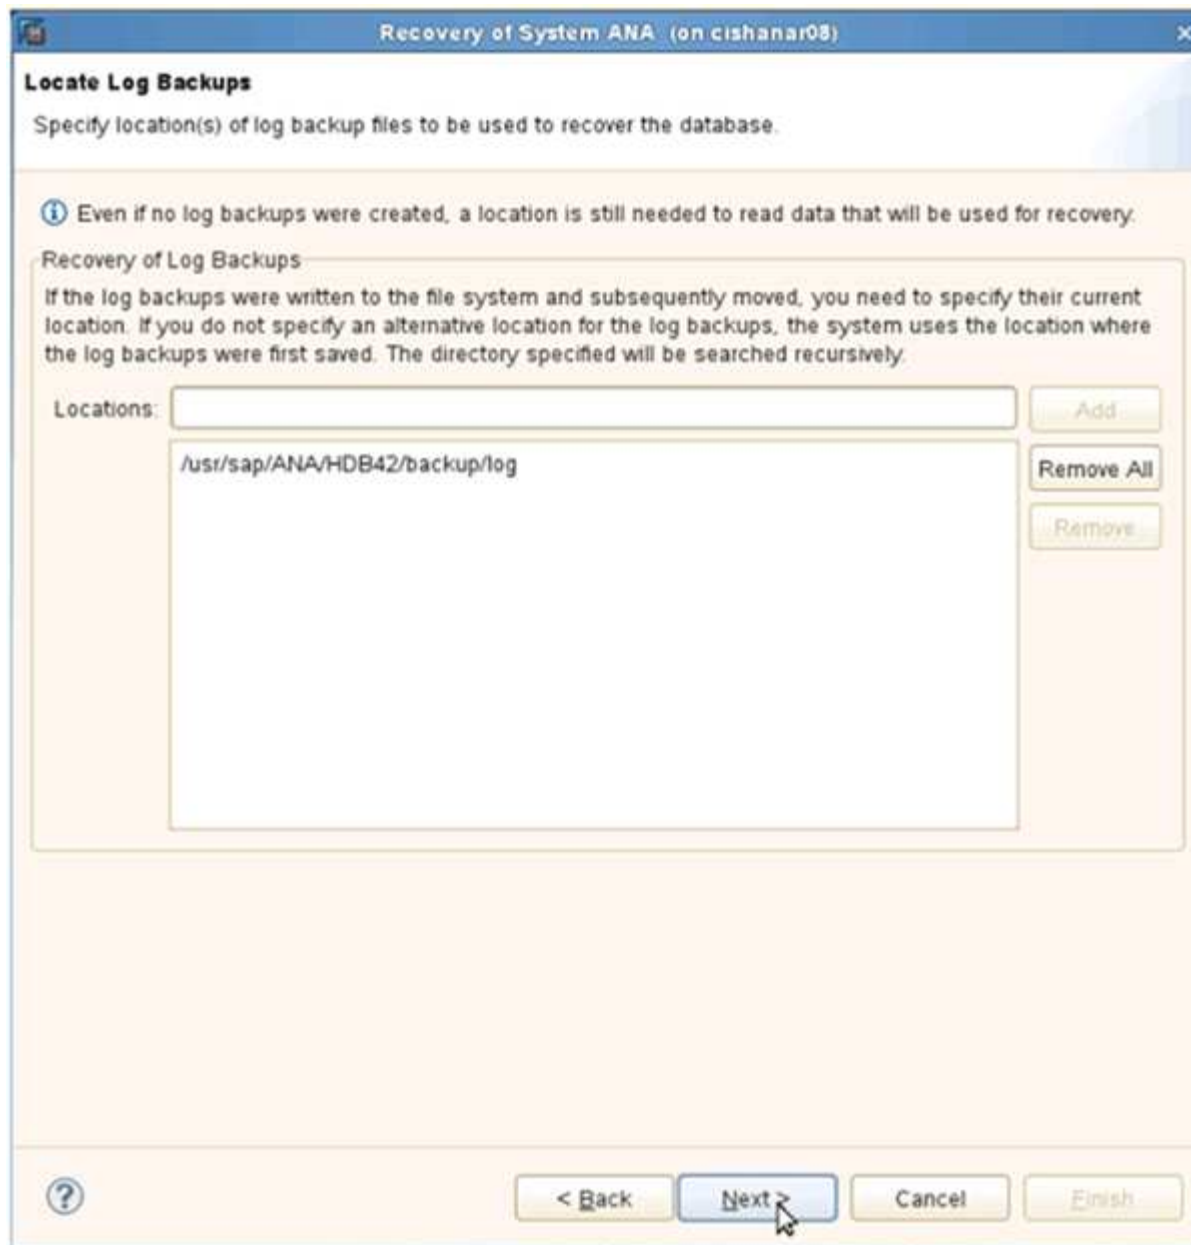 Recovery of System ANA (on cishanar08)
Locate Log Backups
Specify location(s) of log backup files to be used to recover the database.
Even if no log backups were created, a location is still needed to read data that will be used for recovery.
Recovery of Log Backups
If the log backups were written to the file system and subsequently moved, you need to specify their current
location. If you do not specify an alternative location for the log backups, the system uses the location where
the log backups were first saved. The directory specified will be searched recursively.
Locations:
Add
/usr/sap/ANA/HDB42/backup/log
Remove All
Remove
< Back
Next >
Cancel
Finish